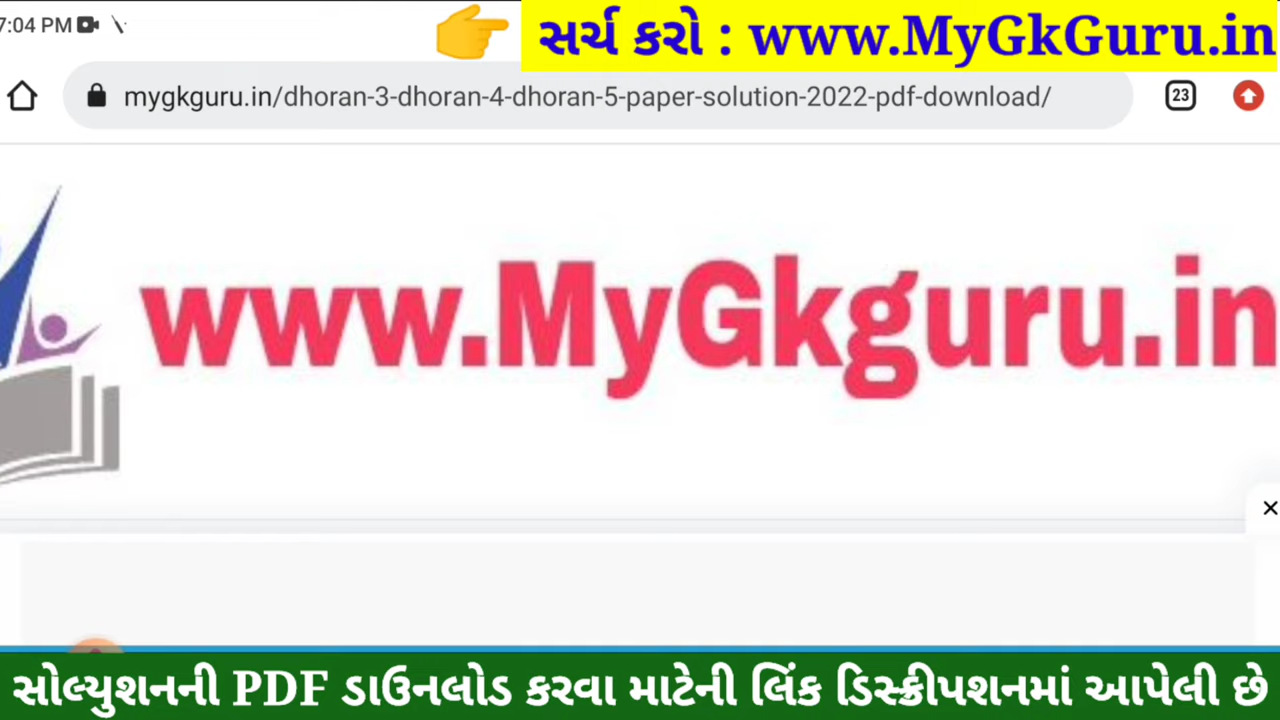 7:04 PM
👉 સર્ચ કરો : www.MyGkGuru.in
mygkguru.in/dhoran-3-dhoran-4-dhoran-5-paper-solution-2022-pdf-download/
23
www.MyGkguru.in
સોલ્યુશનની PDF ડાઉનલોડ કરવા માટેની લિંક ડિસ્ક્રીપશનમાં આપેલી છે